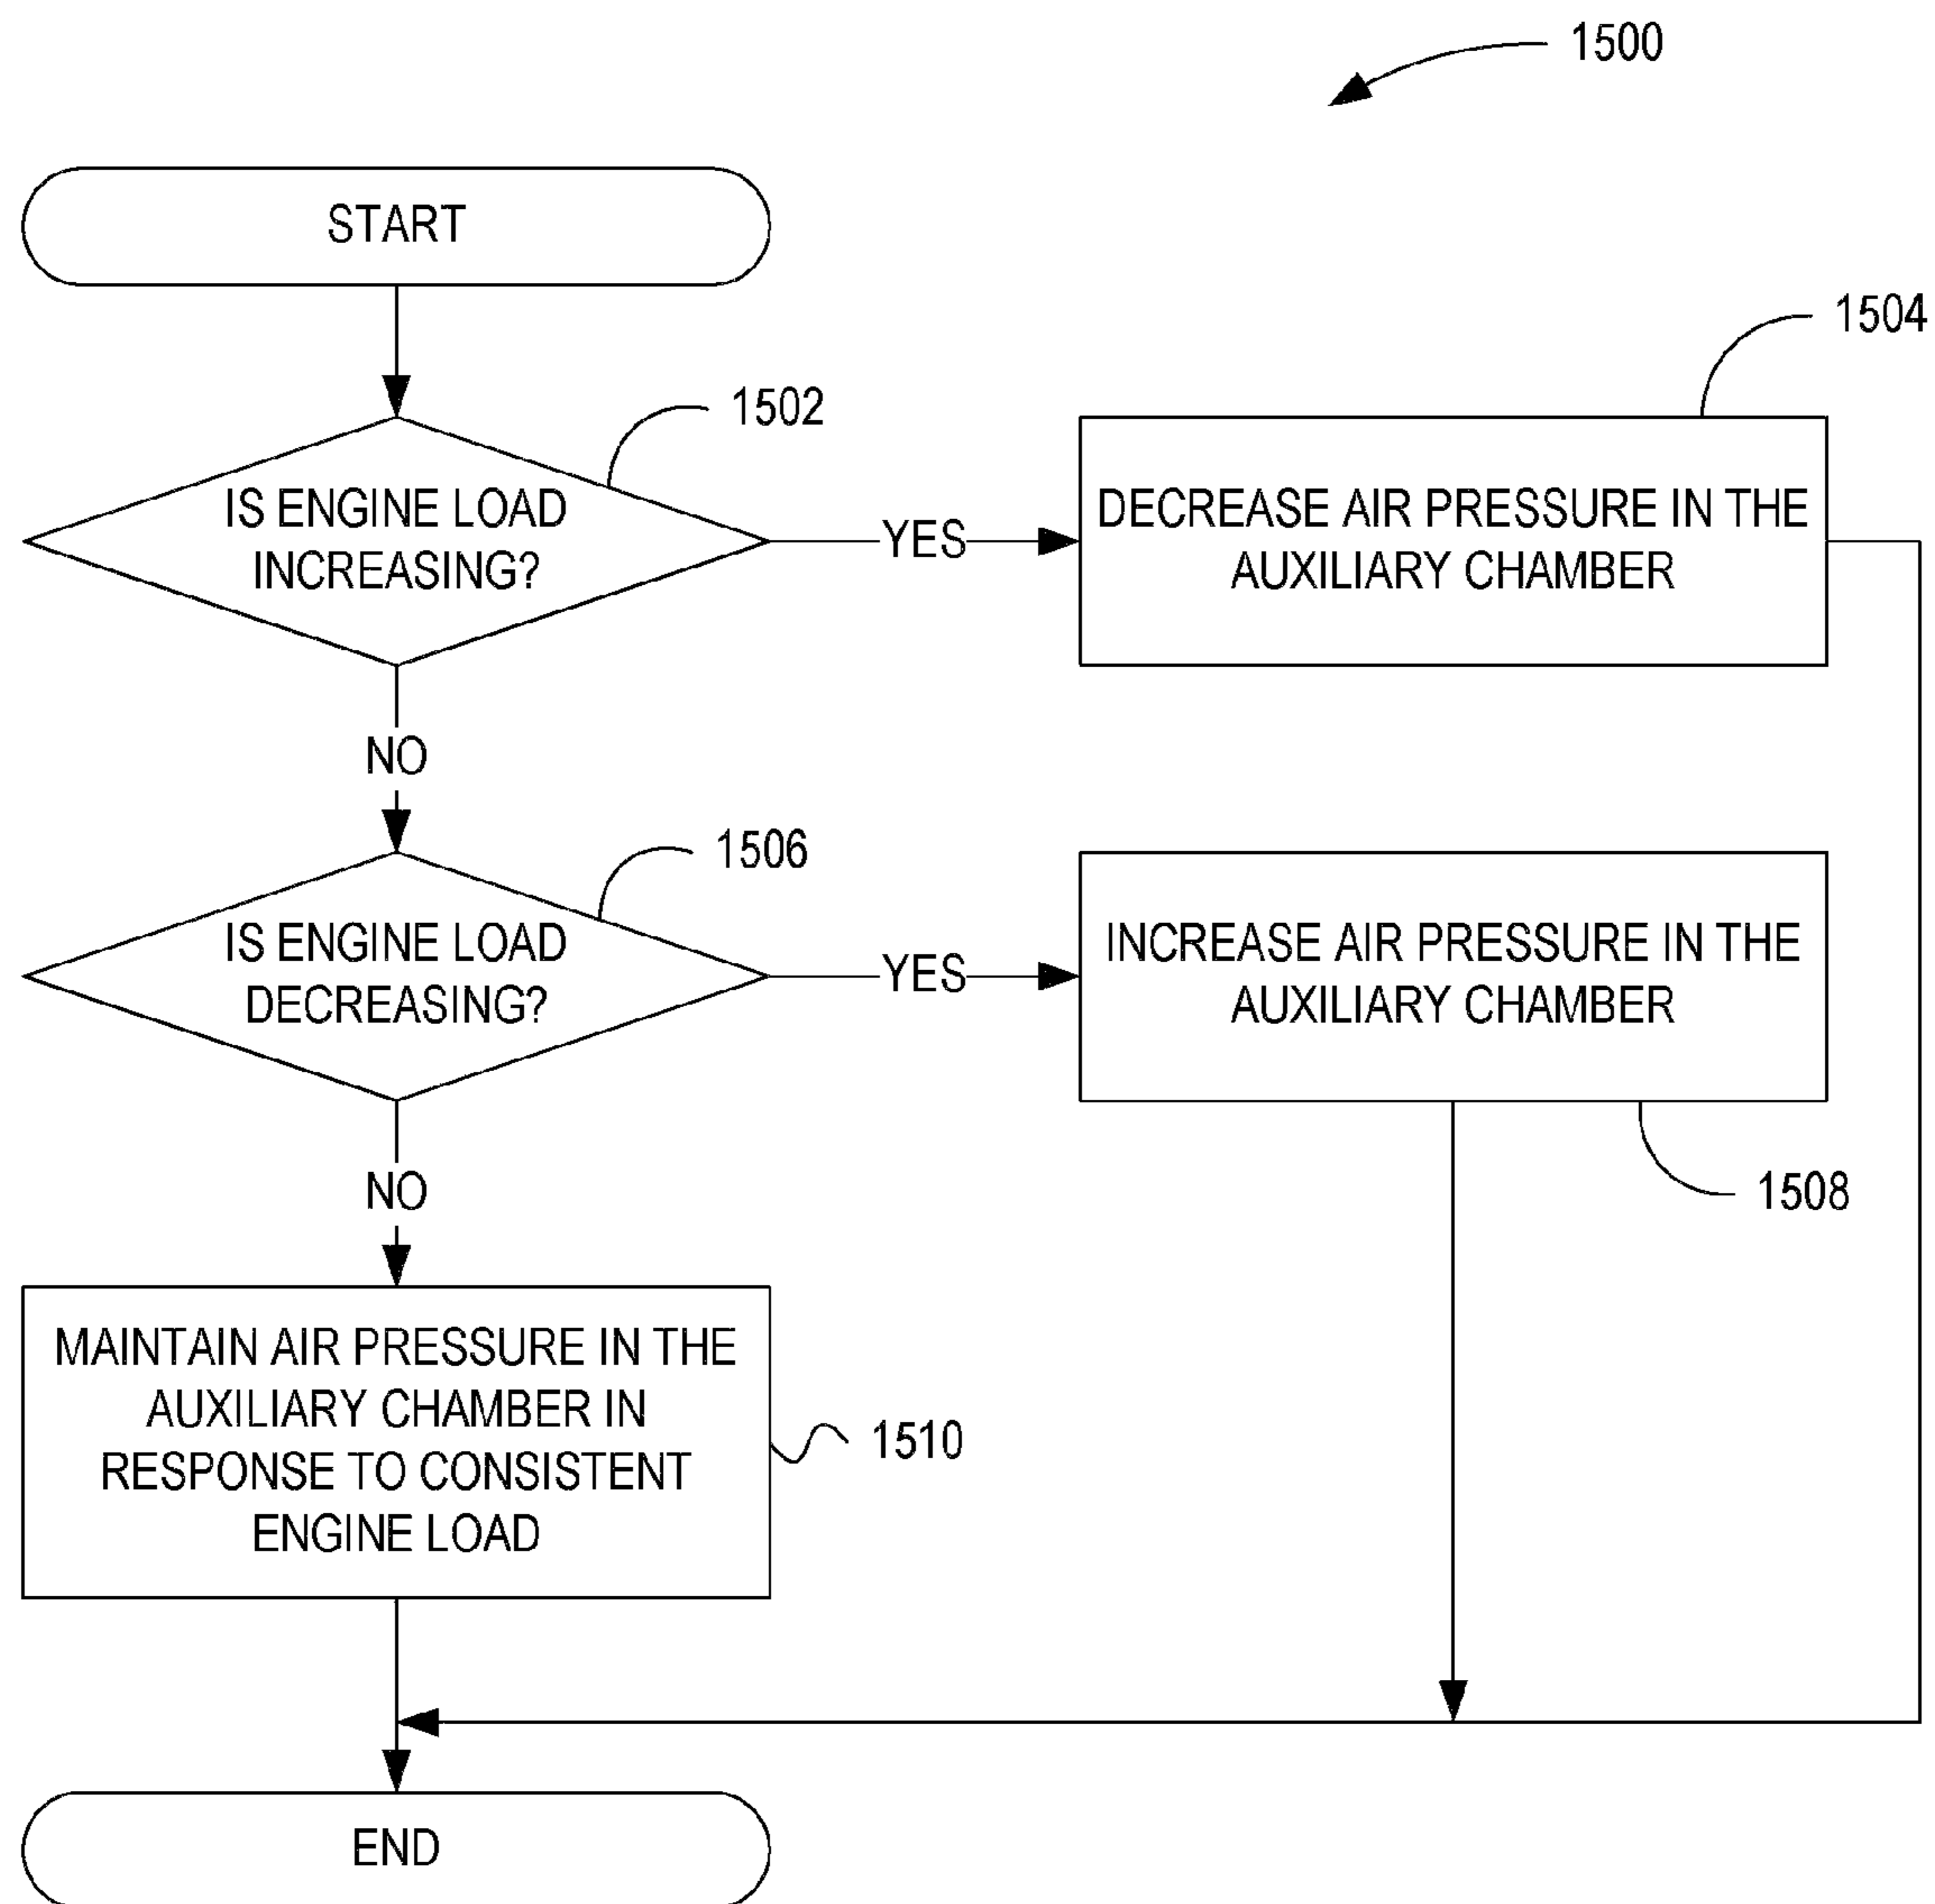 1500
START
1504
1502
IS ENGINE LOAD
INCREASING?
YES
DECREASE AIR PRESSURE IN THE
AUXILIARY CHAMBER
NO
1506
IS ENGINE LOAD
DECREASING?
YES
INCREASE AIR PRESSURE IN THE
AUXILIARY CHAMBER
NO
1508
MAINTAIN AIR PRESSURE IN THE
AUXILIARY CHAMBER IN
RESPONSE TO CONSISTENT
ENGINE LOAD
1510
END